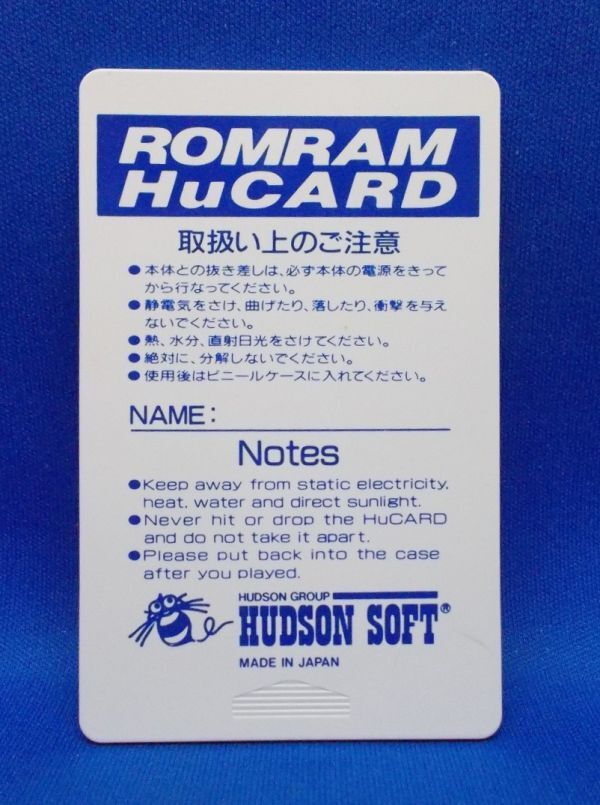 ROMRAM
HuCARD
取扱い上のご注意
●本体との抜き差しは、必ず本体の電源をきって
から行なってください。
●静電気をさけ、曲げたり、落したり、衝撃を与え
ないでください。
●熱、水分、直射日光をさけてください。
●絶対に、分解しないでください。
●使用後はビニールケースに入れてください。
NAME:
Notes
●Keep away from static electricity,
heat, water and direct sunlight.
●Never hit or drop the HuCARD
and do not take it apart.
●Please put back into the case
after you played.
HUDSON GROUP
HUDSON SOFT®
MADE IN JAPAN